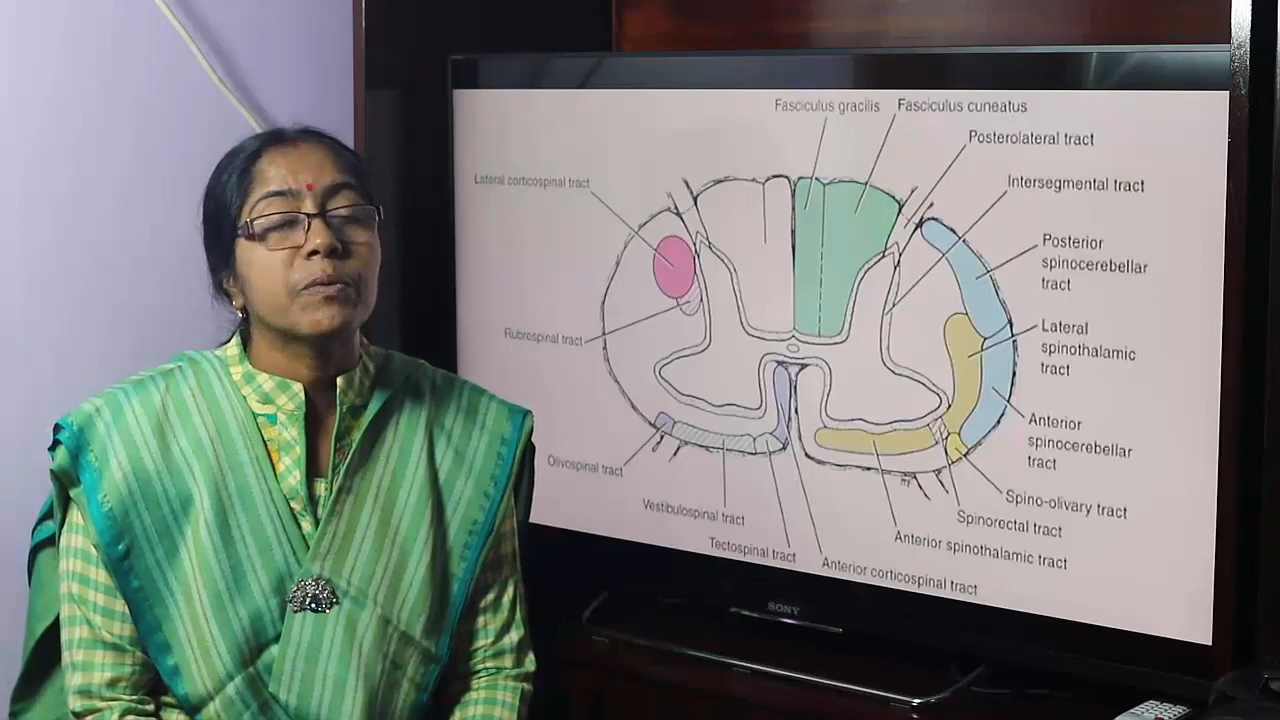 Fasciculus gracilis
Fasciculus cuneatus
Posterolateral tract
Lateral corticospinal tract
Intersegmental tract
Posterior
spinocerebellar
tract
Rubrospinal tract
Lateral
spinothalamic
tract
Anterior
spinocerebellar
tract
Olivospinal tract
Spino-olivary tract
Vestibulospinal tract
Spinorectal tract
Tectospinal tract
Anterior spinothalamic tract
Anterior corticospinal tract
SONY